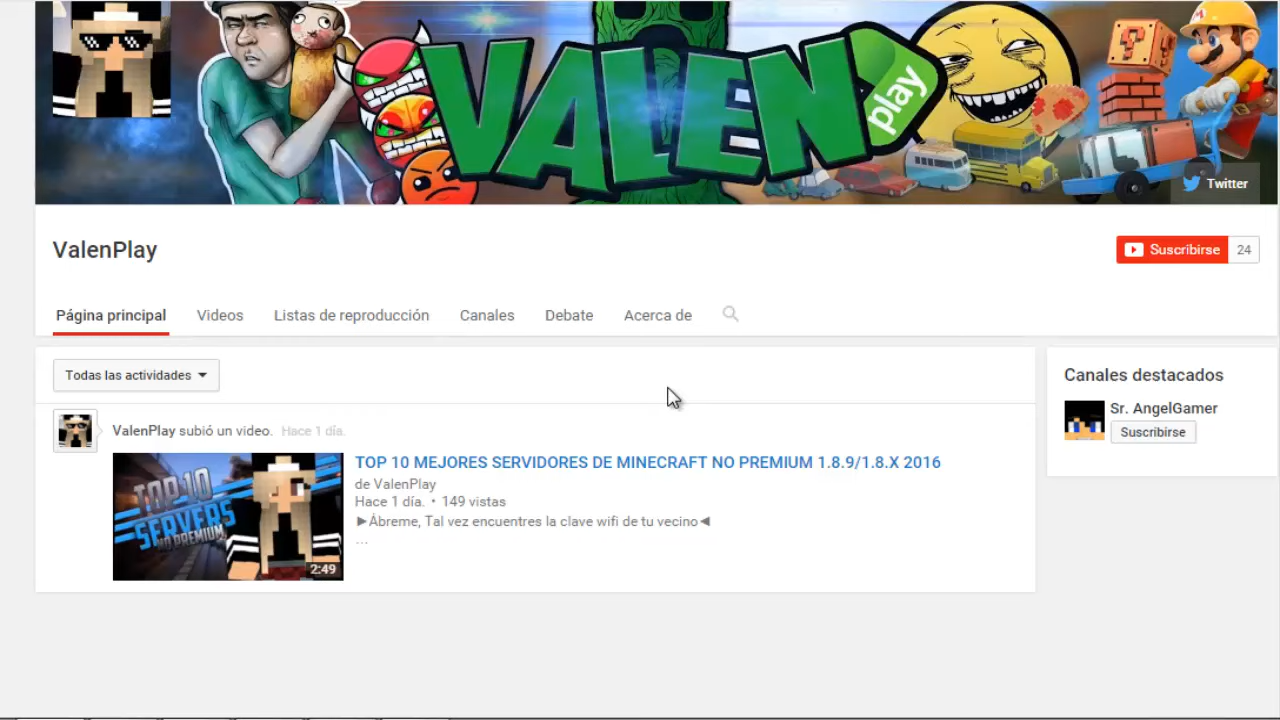 VALEN
play
Twitter
ValenPlay
Suscribirse 24
Página principal Videos Listas de reproducción Canales Debate Acerca de
Todas las actividades
Canales destacados
Sr. AngelGamer
Suscribirse
ValenPlay subió un video. Hace 1 día.
TOP 10
SERVERS
NO PREMIUM
2:49
TOP 10 MEJORES SERVIDORES DE MINECRAFT NO PREMIUM 1.8.9/1.8.X 2016
de ValenPlay
Hace 1 día. • 149 vistas
►Ábreme, Tal vez encuentres la clave wifi de tu vecino◄
...